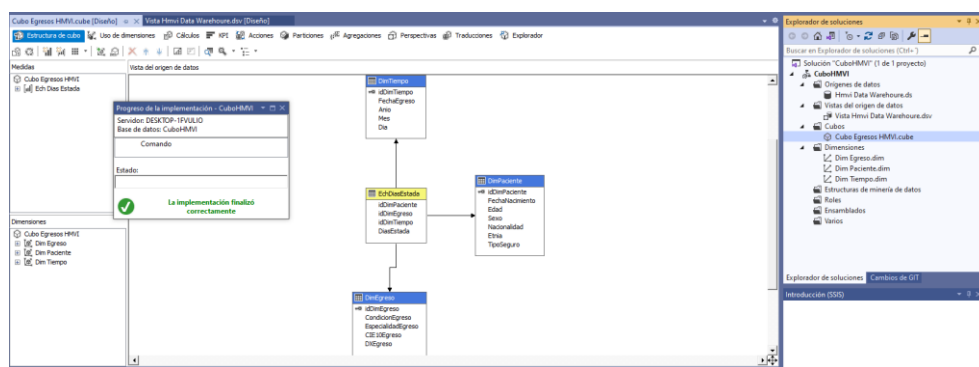 Cubo Egresos HMVI.cube [Diseño]
Vista Hmvi Data Warehoure.dsv [Diseño]
Estructura de cubo
Uso de dimensiones
Cálculos
KPI
Acciones
Particiones
Agregaciones
Perspectivas
Traducciones
Explorador
Medidas
Cubo Egresos HMVI
Ech Dias Estada
Vista del origen de datos
DimTiempo
idDimTiempo
FechaEgreso
Anio
Mes
Dia
Progreso de la implementación - CuboHMVI
Servidor: DESKTOP-1FVULIO
Base de datos: CuboHMVI
Comando
Estado:
La implementación finalizó
correctamente
EchDiasEstada
idDimPaciente
idDimEgreso
idDimTiempo
DiasEstada
DimPaciente
idDimPaciente
FechaNacimiento
Edad
Sexo
Nacionalidad
Etnia
TipoSeguro
Dimensiones
Cubo Egresos HMVI
Dim Egreso
Dim Paciente
Dim Tiempo
DimEgreso
idDimEgreso
CondicionEgreso
EspecialidadEgreso
CIE10Egreso
DXEgreso
Explorador de soluciones
Buscar en Explorador de soluciones (Ctrl+¨)
Solución "CuboHMVI" (1 de 1 proyecto)
CuboHMVI
Orígenes de datos
Hmvi Data Warehoure.ds
Vistas del origen de datos
Vista Hmvi Data Warehoure.dsv
Cubos
Cubo Egresos HMVI.cube
Dimensiones
Dim Egreso.dim
Dim Paciente.dim
Dim Tiempo.dim
Estructuras de minería de datos
Roles
Ensamblados
Varios
Explorador de soluciones
Cambios de GIT
Introducción (SSIS)